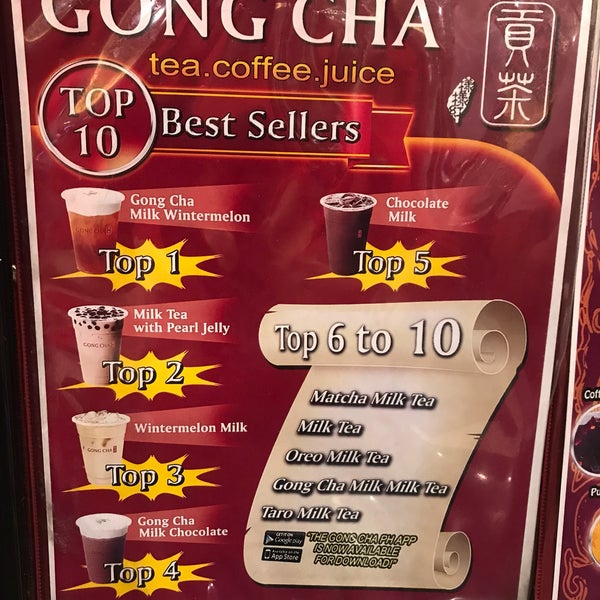 GONG CHA
貢茶
tea.coffee.juice
TOP
10
Best Sellers
Gong Cha
Milk Wintermelon
Top 1
Milk Tea
with Pearl Jelly
GONG CHA
Top 2
Wintermelon Milk
GONG CHA
Top 3
Gong Cha
Milk Chocolate
Top 4
Chocolate
Milk
Top 5
Top 6 to 10
Matcha Milk Tea
Milk Tea
Oreo Milk Tea
Gong Cha Milk Milk Tea
Taro Milk Tea
GET IT ON
Google play
Available on the
App Store
"THE GONG CHA PH APP
IS NOW AVAILABLE
FOR DOWNLOAD!"